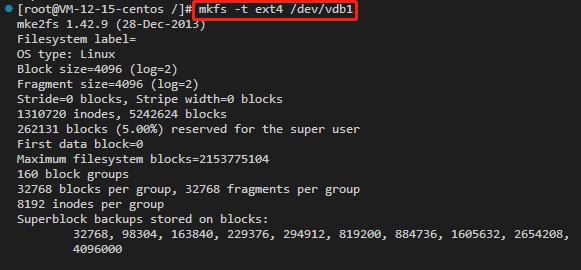 [root@VM-12-15-centos /]# mkfs -t ext4 /dev/vdb1
mke2fs 1.42.9 (28-Dec-2013)
Filesystem label=
OS type: Linux
Block size=4096 (log=2)
Fragment size=4096 (log=2)
Stride=0 blocks, Stripe width=0 blocks
1310720 inodes, 5242624 blocks
262131 blocks (5.00%) reserved for the super user
First data block=0
Maximum filesystem blocks=2153775104
160 block groups
32768 blocks per group, 32768 fragments per group
8192 inodes per group
Superblock backups stored on blocks:
32768, 98304, 163840, 229376, 294912, 819200, 884736, 1605632, 2654208,
4096000